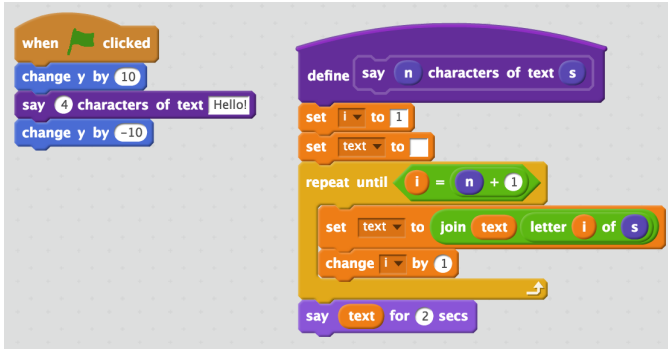 when clicked
change y by 10
say 4 characters of text Hello!
change y by -10
define say n characters of text s
set i to 1
set text to
repeat until i = n + 1
set text to join text letter i of s
change i by 1
say text for 2 secs